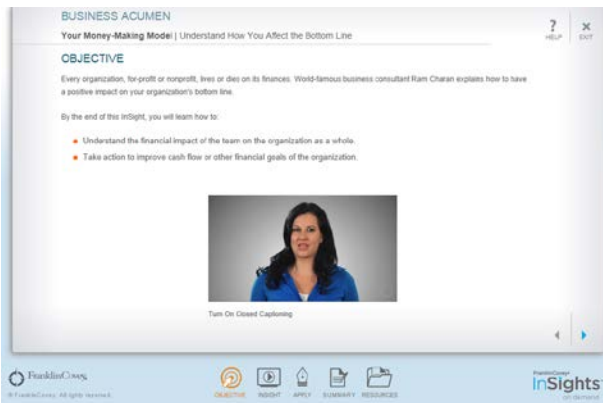 BUSINESS ACUMEN
Your Money-Making Model | Understand How You Affect the Bottom Line
?
HELP
×
EXIT
OBJECTIVE
Every organization, for-profit or nonprofit, lives or dies on its finances. World-famous business consultant Ram Charan explains how to have
a positive impact on your organization's bottom line.
By the end of this InSight, you will learn how to:
Understand the financial impact of the team on the organization as a whole.
Take action to improve cash flow or other financial goals of the organization.
Turn On Closed Captioning
FranklinCovey
© FranklinCovey. All rights reserved.
OBJECTIVE
INSIGHT
APPLY
SUMMARY
RESOURCES
FranklinCovey
InSights
on demand